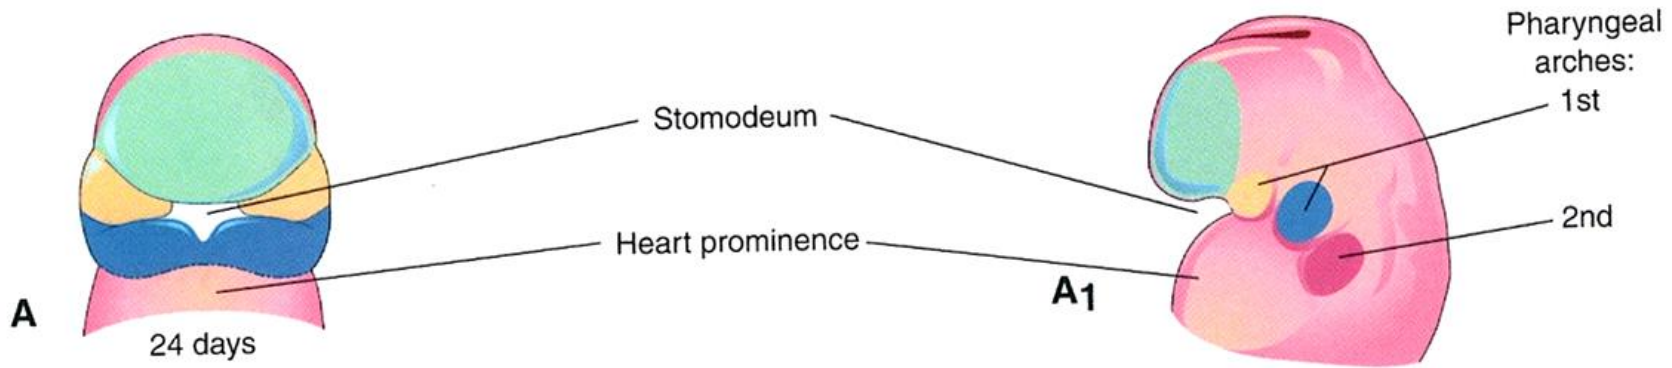 Stomodeum
Heart prominence
A
24 days
A1
Pharyngeal
arches:
1st
2nd